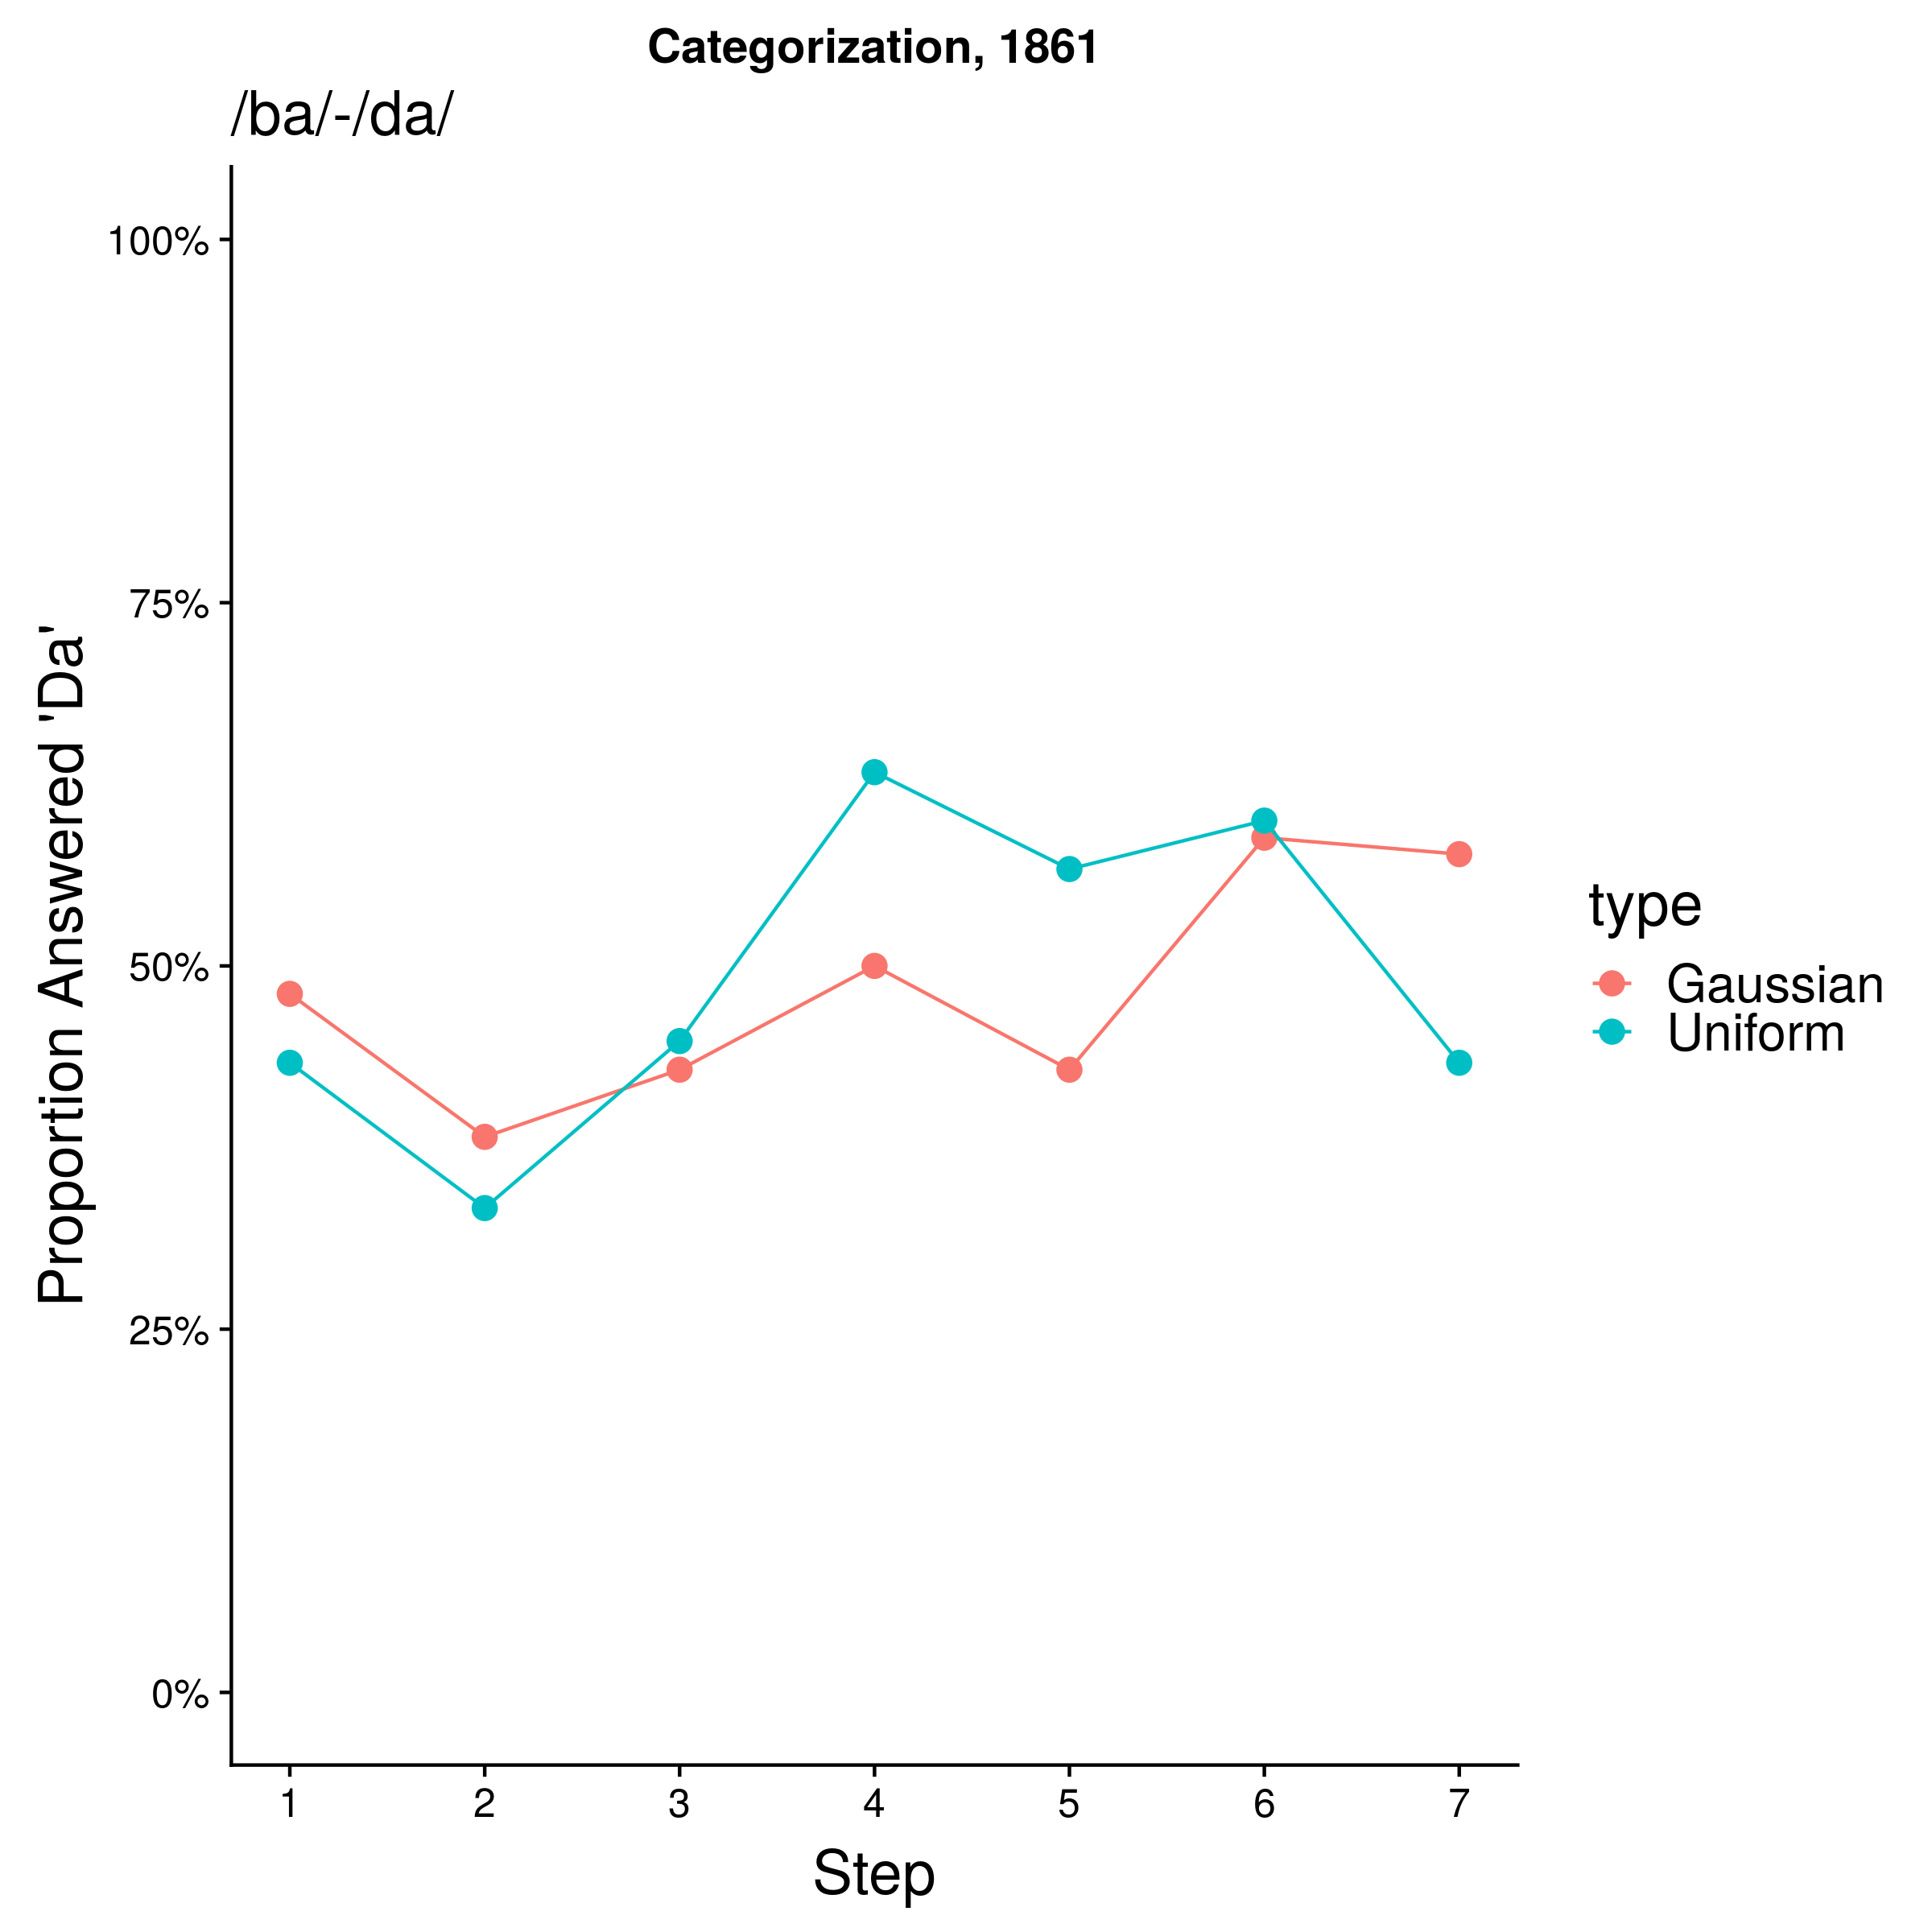 Categorization, 1861
/ba/-/da/
Proportion Answered 'Da'
100%
75%
50%
25%
0%
1 2 3 4 5 6 7
Step
type
Gaussian
Uniform